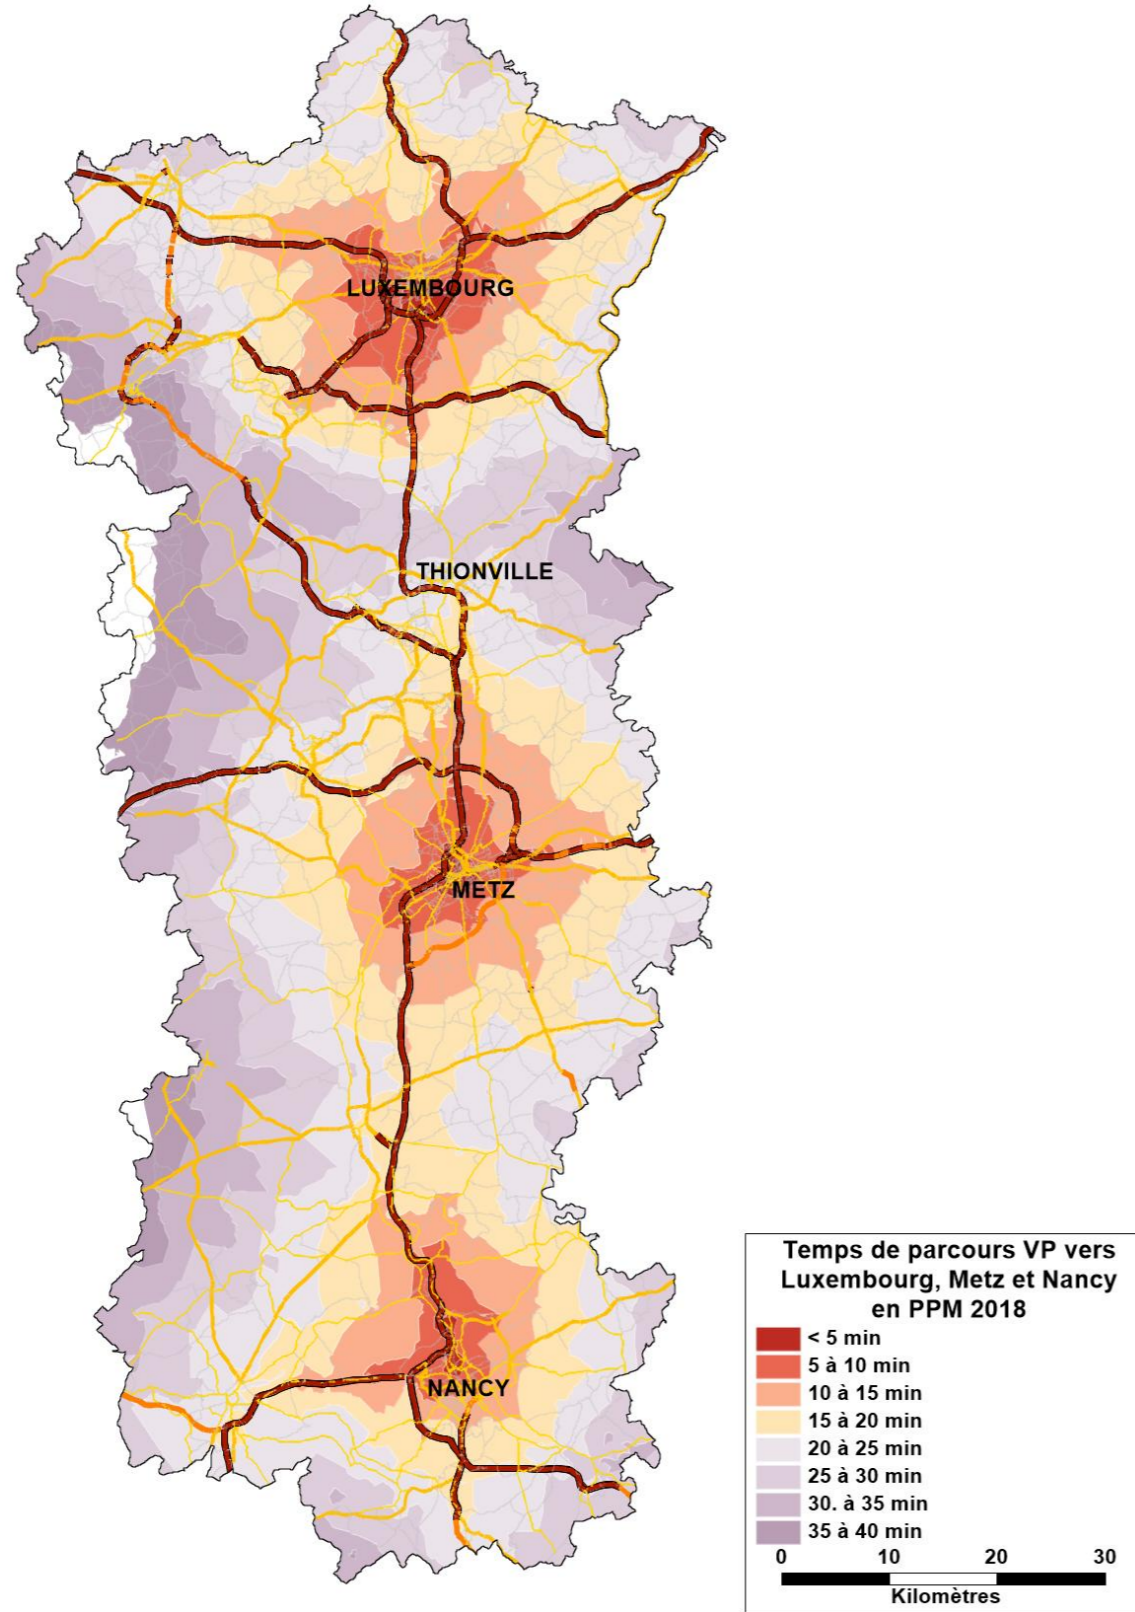 LUXEMBOURG
THIONVILLE
METZ
NANCY
Temps de parcours VP vers
Luxembourg, Metz et Nancy
en PPM 2018
< 5 min
5 à 10 min
10 à 15 min
15 à 20 min
20 à 25 min
25 à 30 min
30. à 35 min
35 à 40 min
0 10 20 30
Kilomètres